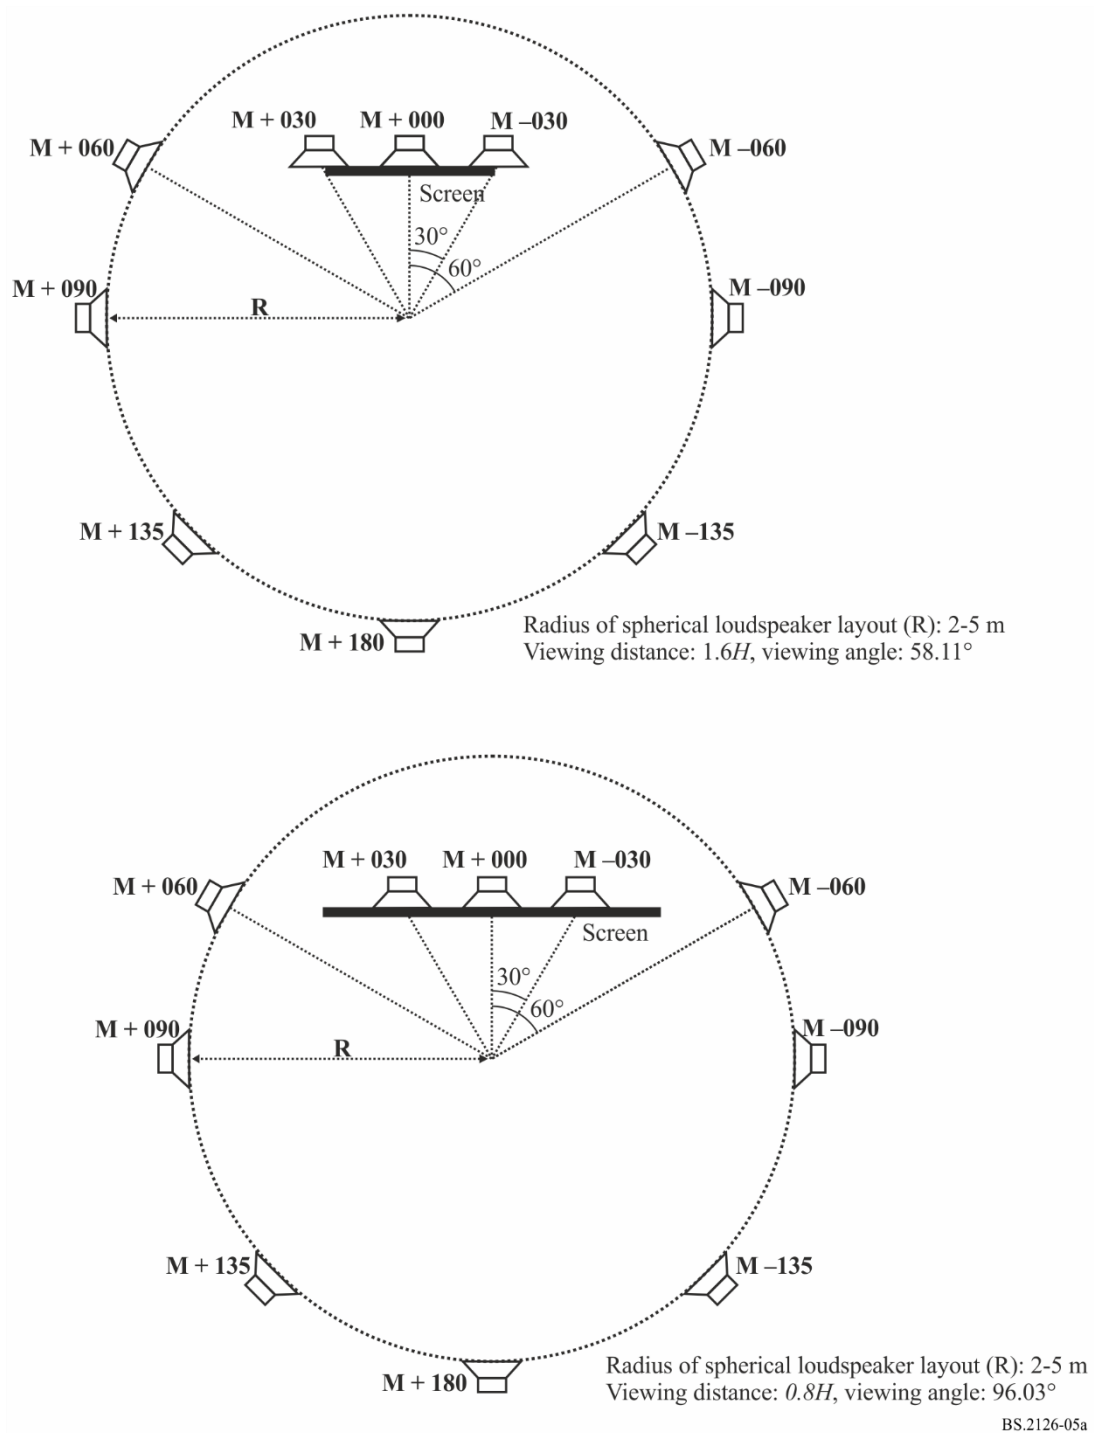 M + 030 M + 000 M –030
M + 060 M –060
Screen
30°
60°
M + 090 M –090
R
M + 135 M –135
M + 180
Radius of spherical loudspeaker layout (R): 2-5 m
Viewing distance: 1.6H, viewing angle: 58.11°
M + 030 M + 000 M –030
M + 060 M –060
Screen
30°
60°
M + 090 M –090
R
M + 135 M –135
M + 180
Radius of spherical loudspeaker layout (R): 2-5 m
Viewing distance: 0.8H, viewing angle: 96.03°
BS.2126-05a